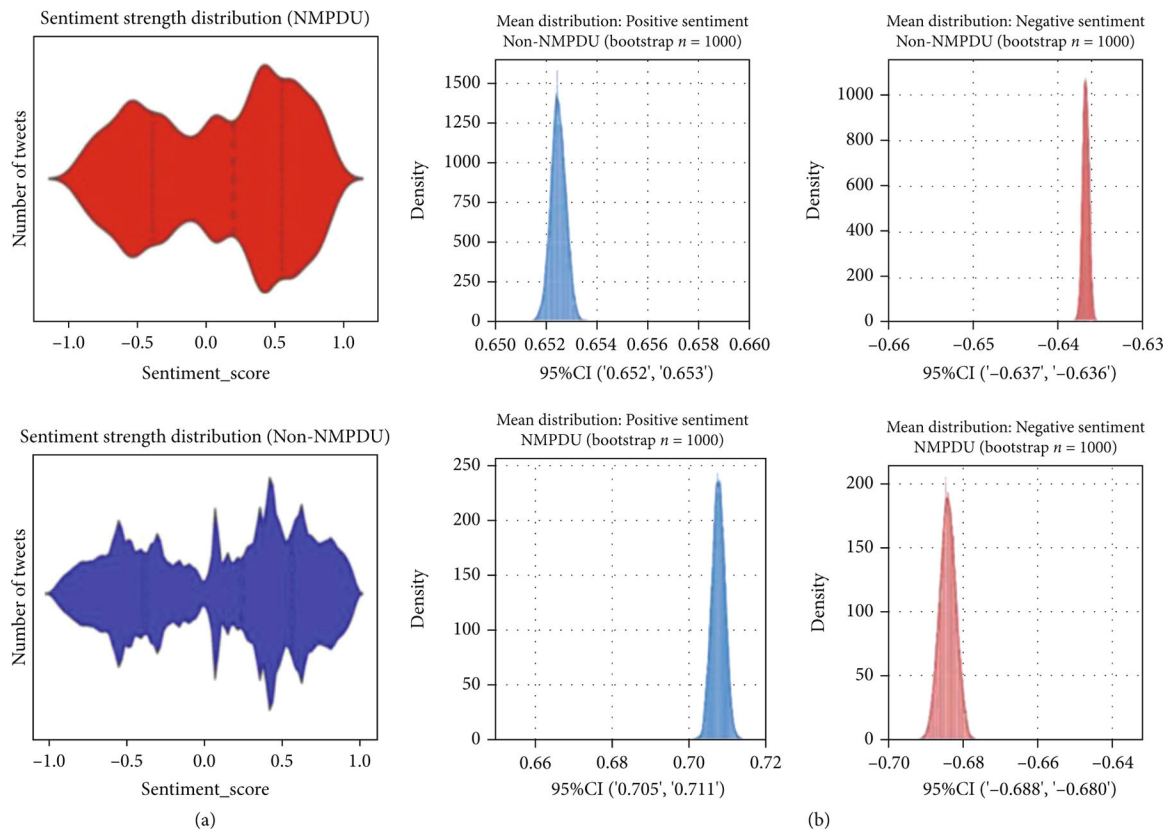 Sentiment strength distribution (NMPDU)
Number of tweets
−1.0 −0.5 0.0 0.5 1.0
Sentiment_score
Mean distribution: Positive sentiment
Non-NMPDU (bootstrap n = 1000)
Density
1500
1250
1000
750
500
250
0
0.650 0.652 0.654 0.656 0.658 0.660
95%CI ('0.652', '0.653')
Mean distribution: Negative sentiment
Non-NMPDU (bootstrap n = 1000)
Density
1000
800
600
400
200
0
−0.66 −0.65 −0.64 −0.63
95%CI ('−0.637', '−0.636')
Sentiment strength distribution (Non-NMPDU)
Number of tweets
−1.0 −0.5 0.0 0.5 1.0
Sentiment_score
(a)
Mean distribution: Positive sentiment
NMPDU (bootstrap n = 1000)
Density
250
200
150
100
50
0
0.66 0.68 0.70 0.72
95%CI ('0.705', '0.711')
Mean distribution: Negative sentiment
NMPDU (bootstrap n = 1000)
Density
200
150
100
50
0
−0.70 −0.68 −0.66 −0.64
95%CI ('−0.688', '−0.680')
(b)